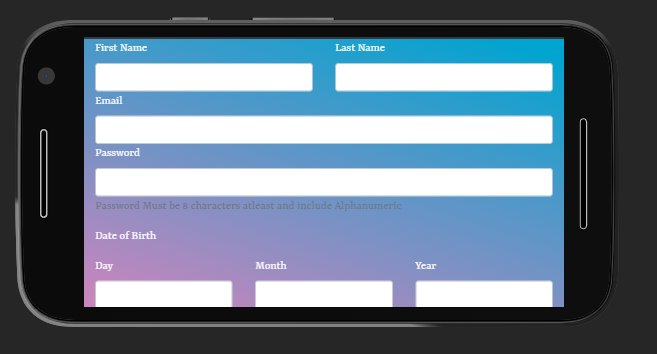 First Name Last Name
Email
Password
Password Must be 8 characters atleast and include Alphanumeric
Date of Birth
Day Month Year